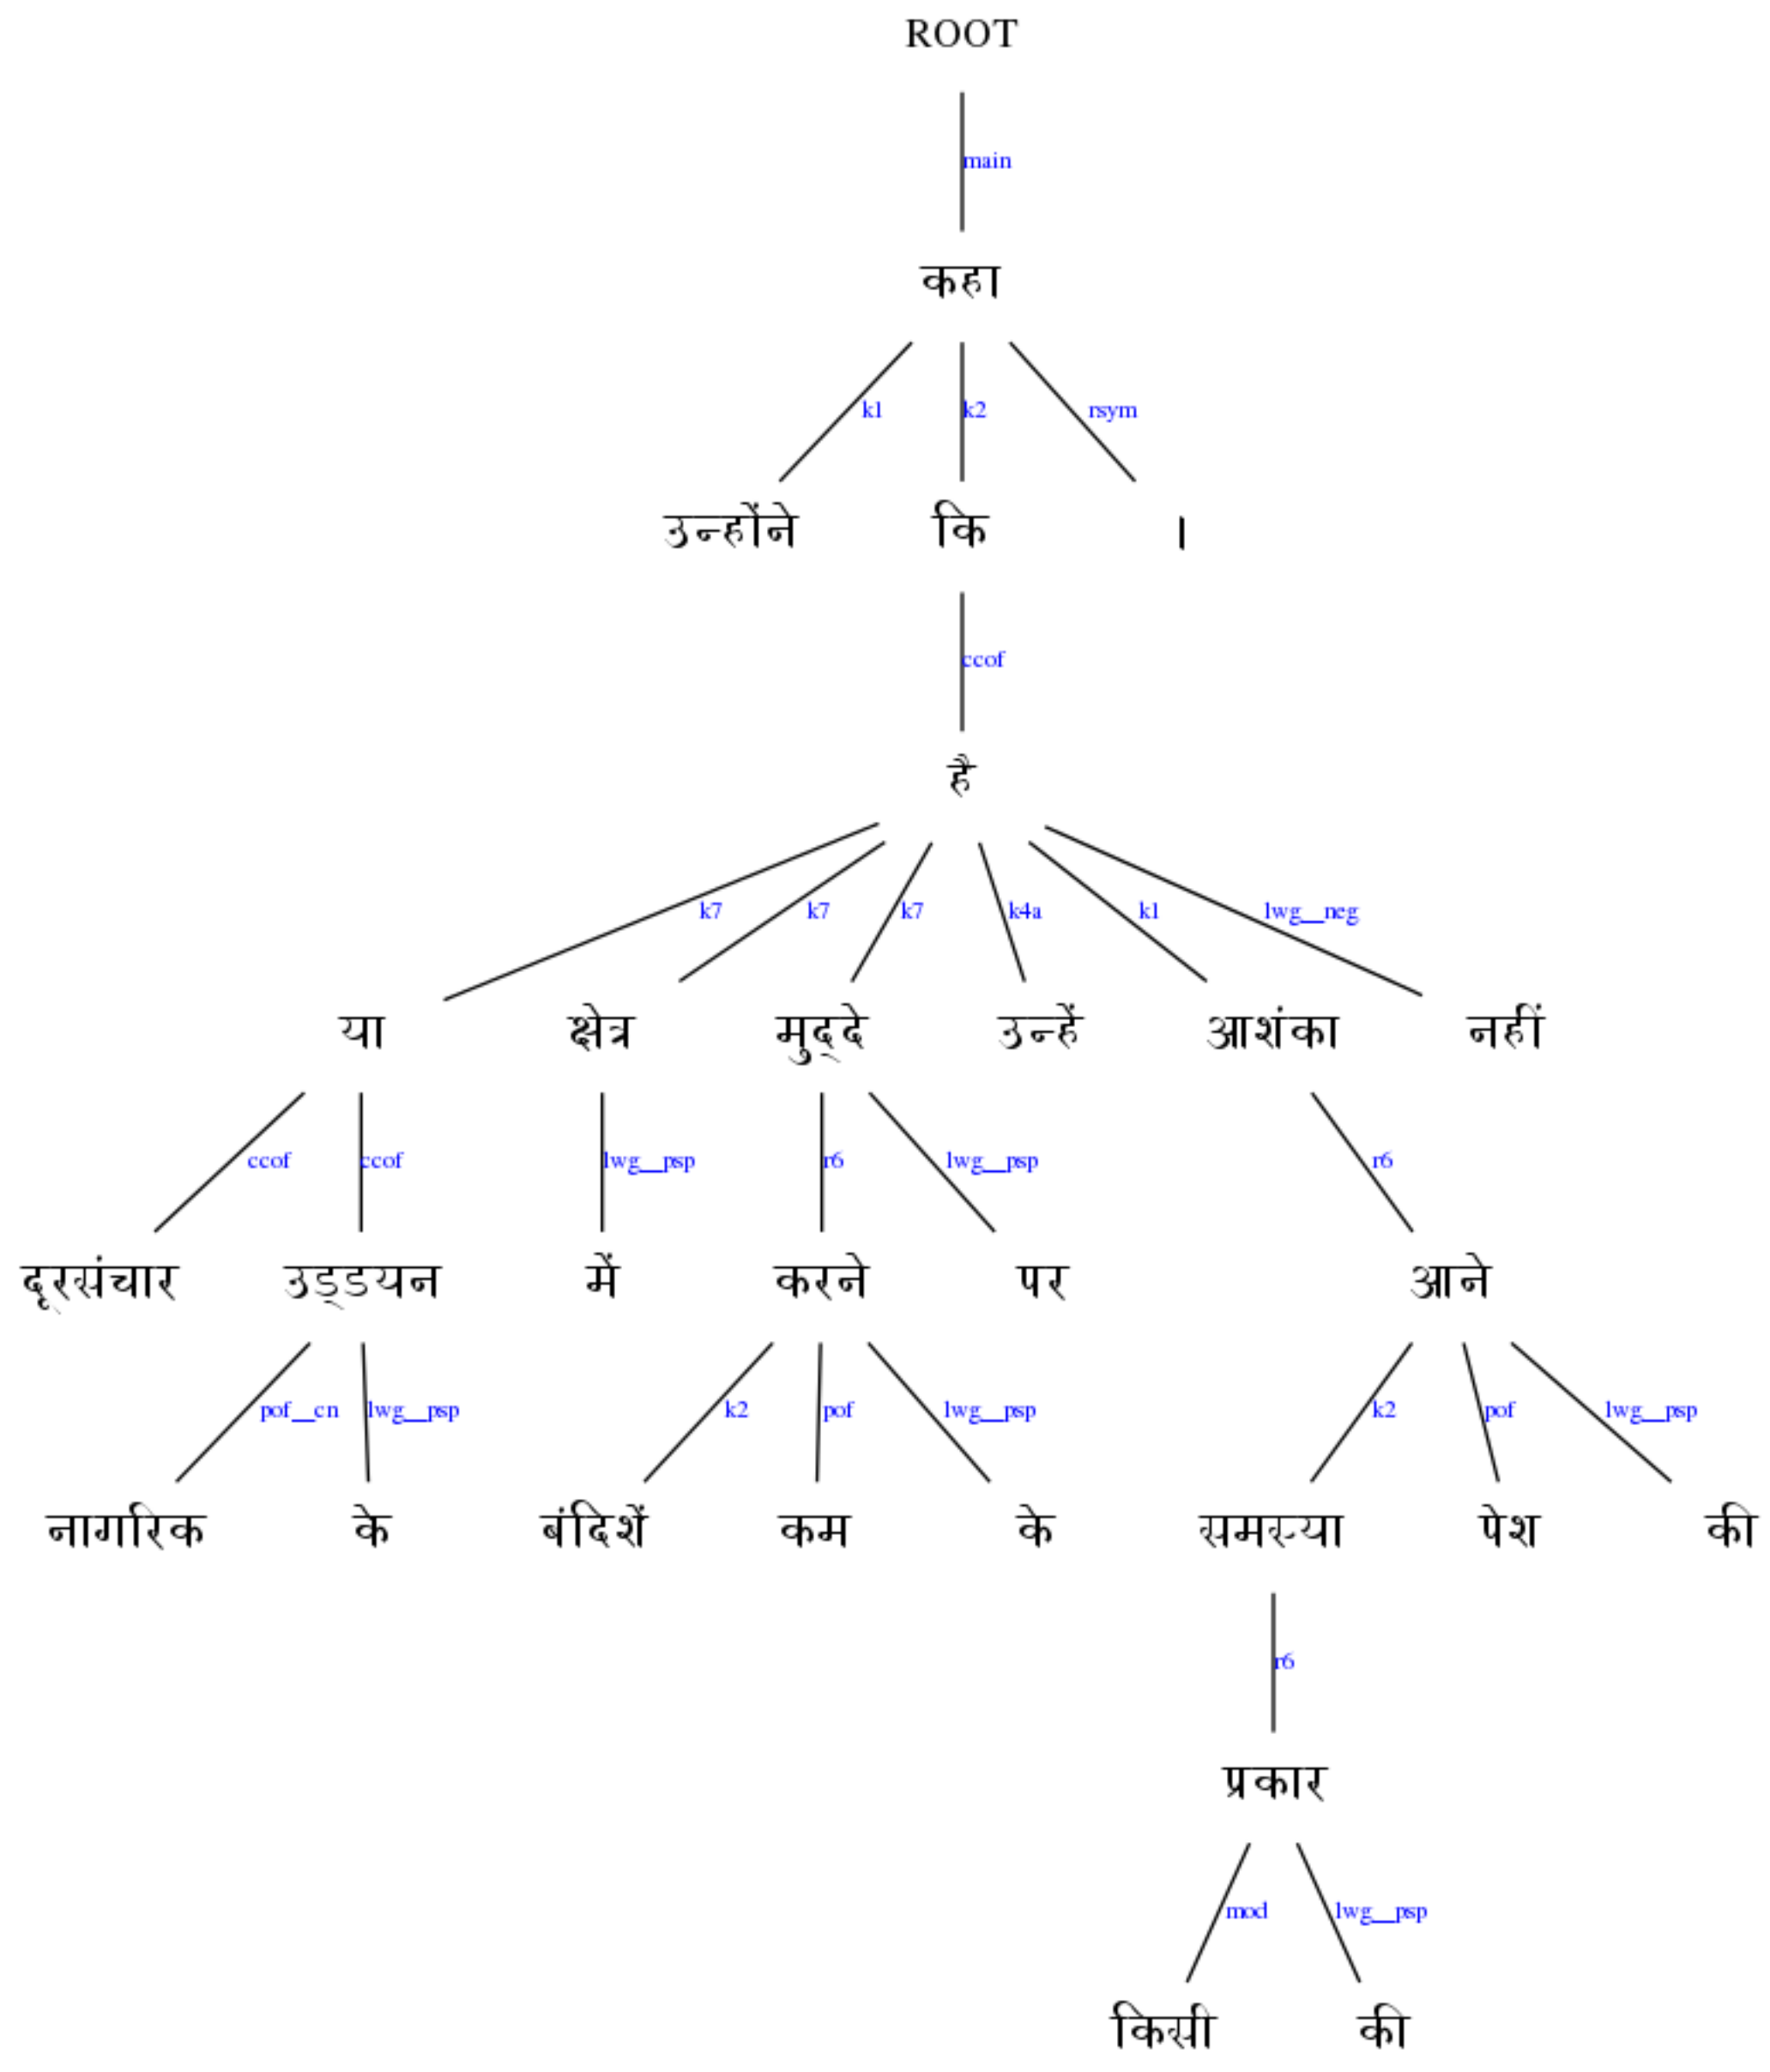 ROOT
main
कहा
k1 k2 rsym
उन्होंने कि ।
ccof
है
k7 k7 k7 k4a k1 lwg__neg
या क्षेत्र मुद्दे उन्हें आशंका नहीं
ccof ccof lwg__psp r6 lwg__psp r6
दूरसंचार उड्डयन में करने पर आने
pof__cn lwg__psp k2 pof lwg__psp k2 pof lwg__psp
नागरिक के बंदिशें कम के समस्या पेश की
r6
प्रकार
mod lwg__psp
किसी की